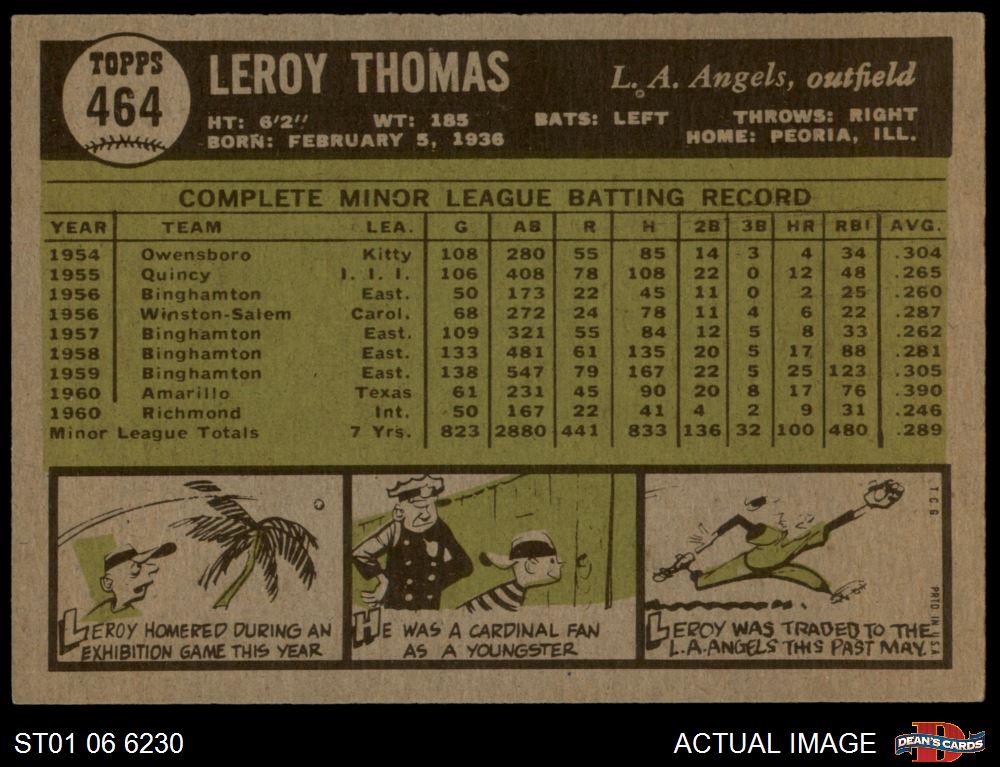 TOPPS
464
LEROY THOMAS
L. A. Angels, outfield
HT: 6'2" WT: 185 BATS: LEFT THROWS: RIGHT
BORN: FEBRUARY 5, 1936 HOME: PEORIA, ILL.
COMPLETE MINOR LEAGUE BATTING RECORD
YEAR TEAM LEA. G AB R H 2B 3B HR RBI AVG.
1954 Owensboro Kitty 108 280 55 85 14 3 4 34 .304
1955 Quincy I. I. I. 106 408 78 108 22 0 12 48 .265
1956 Binghamton East. 50 173 22 45 11 0 2 25 .260
1956 Winston-Salem Carol. 68 272 24 78 11 4 6 22 .287
1957 Binghamton East. 109 321 55 84 12 5 8 33 .262
1958 Binghamton East. 133 481 61 135 20 5 17 88 .281
1959 Binghamton East. 138 547 79 167 22 5 25 123 .305
1960 Amarillo Texas 61 231 45 90 20 8 17 76 .390
1960 Richmond Int. 50 167 22 41 4 2 9 31 .246
Minor League Totals 7 Yrs. 823 2880 441 833 136 32 100 480 .289
LEROY HOMERED DURING AN
EXHIBITION GAME THIS YEAR
HE WAS A CARDINAL FAN
AS A YOUNGSTER
LEROY WAS TRADED TO THE
L.A. ANGELS THIS PAST MAY.
T.C.G. PRTD. IN U.S.A.
ST01 06 6230
ACTUAL IMAGE
D
DEAN'S CARDS